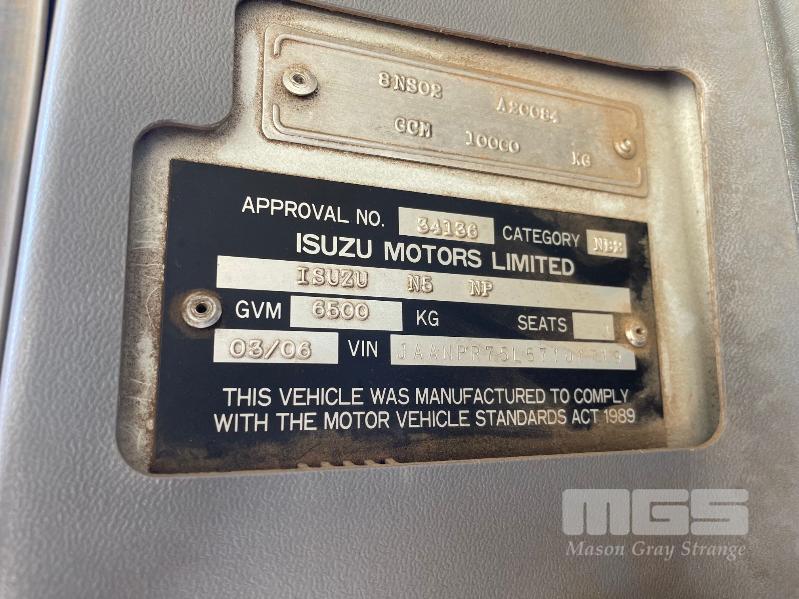 8NS02 A20084
GCM 10000 KG
APPROVAL NO. 34136 CATEGORY NB2
ISUZU MOTORS LIMITED
ISUZU N5 NP
GVM 6500 KG SEATS
03/06 VIN
THIS VEHICLE WAS MANUFACTURED TO COMPLY
WITH THE MOTOR VEHICLE STANDARDS ACT 1989
MGS
Mason Gray Strange